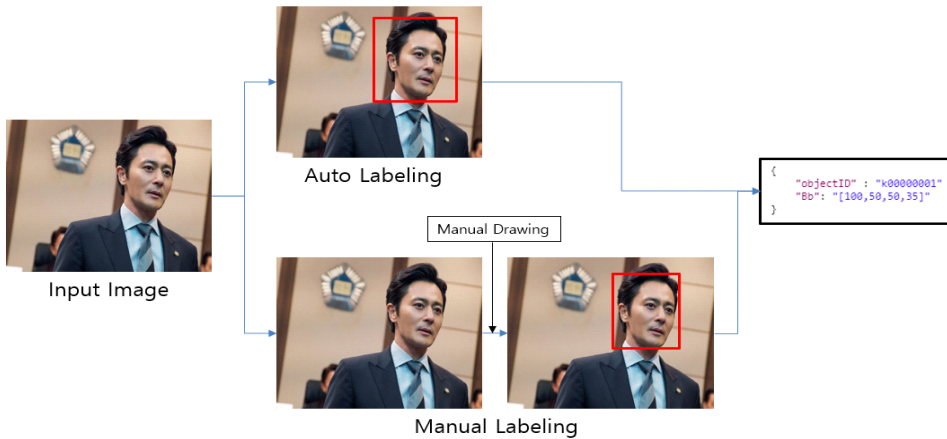 Auto Labeling
{
"objectID" : "k00000001"
"Bb": "[100,50,50,35]"
}
Manual Drawing
Input Image
Manual Labeling